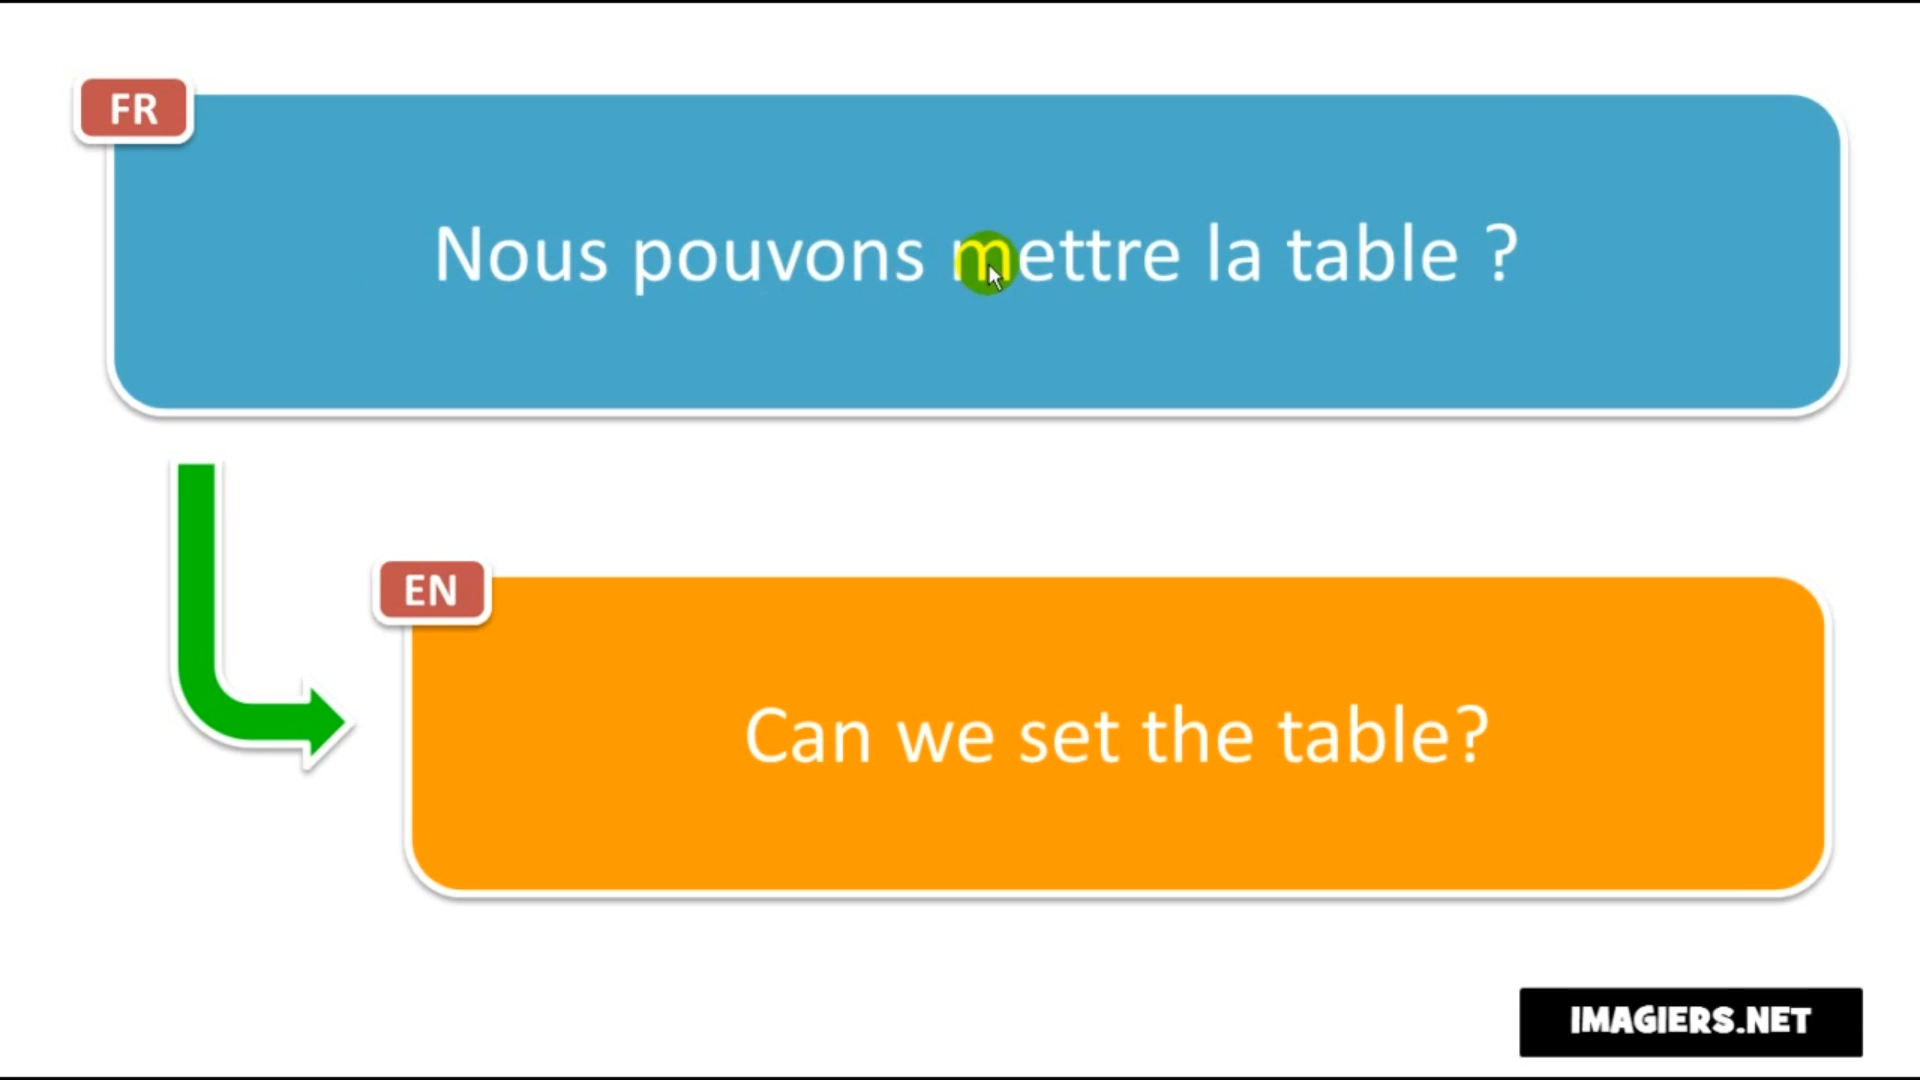 FR
Nous pouvons mettre la table ?
EN
Can we set the table?
IMAGIERS.NET